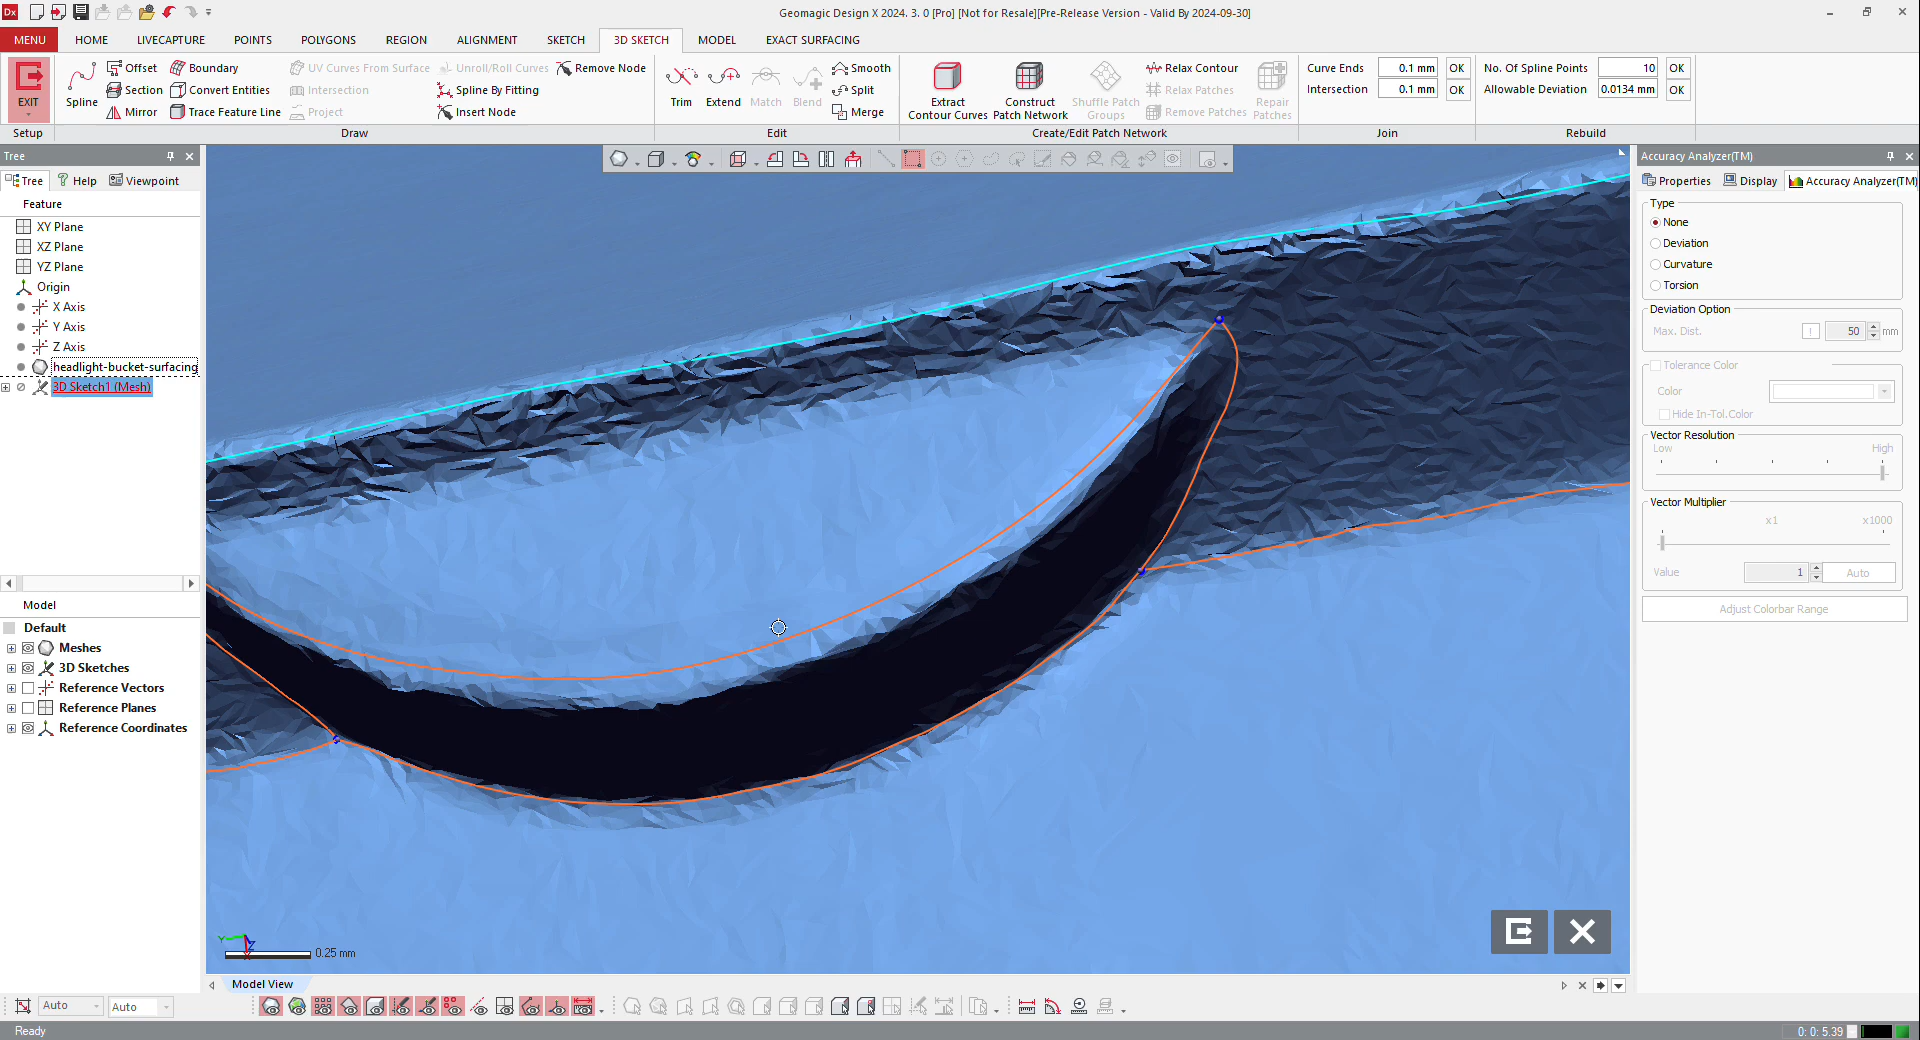 Dx
Geomagic Design X 2024. 3. 0 [Pro] [Not for Resale][Pre-Release Version - Valid By 2024-09-30]
MENU HOME LIVECAPTURE POINTS POLYGONS REGION ALIGNMENT SKETCH 3D SKETCH MODEL EXACT SURFACING
EXIT
Setup
Spline
Offset
Section
Mirror
Boundary
Convert Entities
Trace Feature Line
UV Curves From Surface
Intersection
Project
Unroll/Roll Curves
Spline By Fitting
Insert Node
Remove Node
Draw
Trim
Extend
Match
Blend
Smooth
Split
Merge
Edit
Extract
Contour Curves
Construct
Patch Network
Shuffle Patch
Groups
Relax Contour
Relax Patches
Remove Patches
Repair
Patches
Create/Edit Patch Network
Curve Ends 0.1 mm OK
Intersection 0.1 mm OK
Join
No. Of Spline Points 10 OK
Allowable Deviation 0.0134 mm OK
Rebuild
Tree
Tree Help Viewpoint
Feature
XY Plane
XZ Plane
YZ Plane
Origin
X Axis
Y Axis
Z Axis
headlight-bucket-surfacing
3D Sketch1 (Mesh)
Model
Default
Meshes
3D Sketches
Reference Vectors
Reference Planes
Reference Coordinates
Y
Z
0.25 mm
Model View
Accuracy Analyzer(TM)
Properties Display Accuracy Analyzer(TM)
Type
None
Deviation
Curvature
Torsion
Deviation Option
Max. Dist. 50 mm
Tolerance Color
Color
Hide In-Tol.Color
Vector Resolution
Low High
Vector Multiplier
x1 x1000
Value 1 Auto
Adjust Colorbar Range
Auto Auto
Ready
0: 0: 5.39